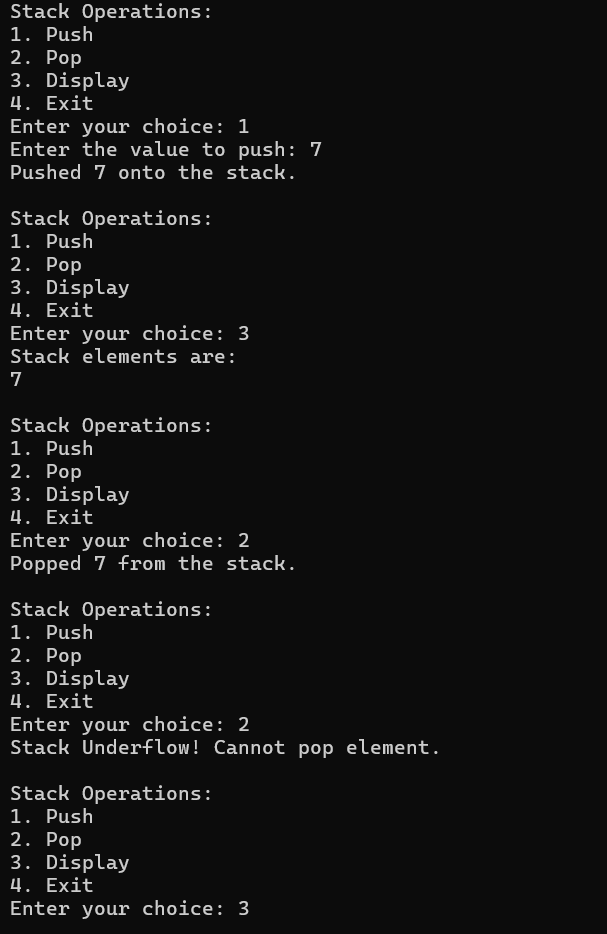 Stack Operations:
1. Push
2. Pop
3. Display
4. Exit
Enter your choice: 1
Enter the value to push: 7
Pushed 7 onto the stack.

Stack Operations:
1. Push
2. Pop
3. Display
4. Exit
Enter your choice: 3
Stack elements are:
7

Stack Operations:
1. Push
2. Pop
3. Display
4. Exit
Enter your choice: 2
Popped 7 from the stack.

Stack Operations:
1. Push
2. Pop
3. Display
4. Exit
Enter your choice: 2
Stack Underflow! Cannot pop element.

Stack Operations:
1. Push
2. Pop
3. Display
4. Exit
Enter your choice: 3